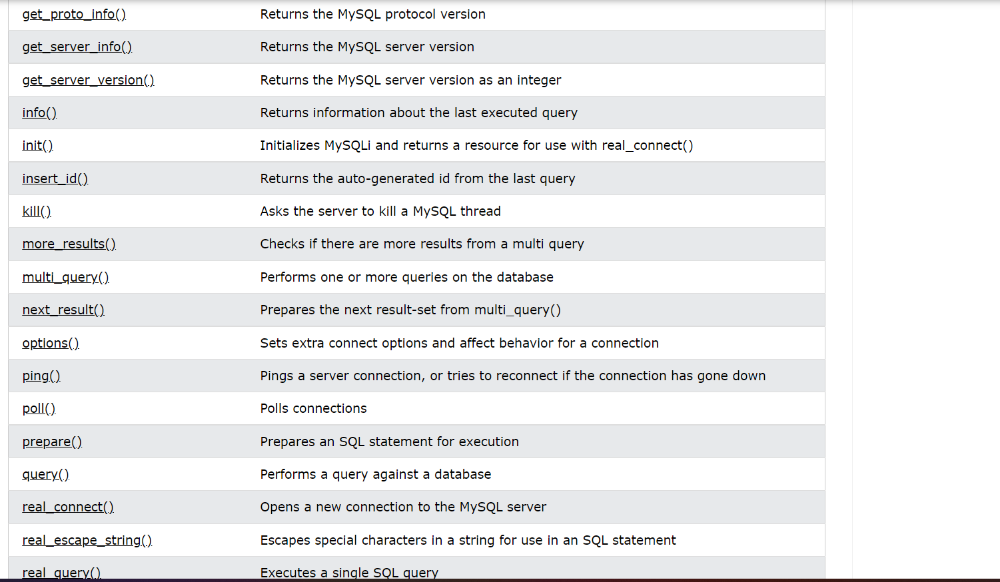 get_proto_info() Returns the MySQL protocol version
get_server_info() Returns the MySQL server version
get_server_version() Returns the MySQL server version as an integer
info() Returns information about the last executed query
init() Initializes MySQLi and returns a resource for use with real_connect()
insert_id() Returns the auto-generated id from the last query
kill() Asks the server to kill a MySQL thread
more_results() Checks if there are more results from a multi query
multi_query() Performs one or more queries on the database
next_result() Prepares the next result-set from multi_query()
options() Sets extra connect options and affect behavior for a connection
ping() Pings a server connection, or tries to reconnect if the connection has gone down
poll() Polls connections
prepare() Prepares an SQL statement for execution
query() Performs a query against a database
real_connect() Opens a new connection to the MySQL server
real_escape_string() Escapes special characters in a string for use in an SQL statement
real_query() Executes a single SQL query